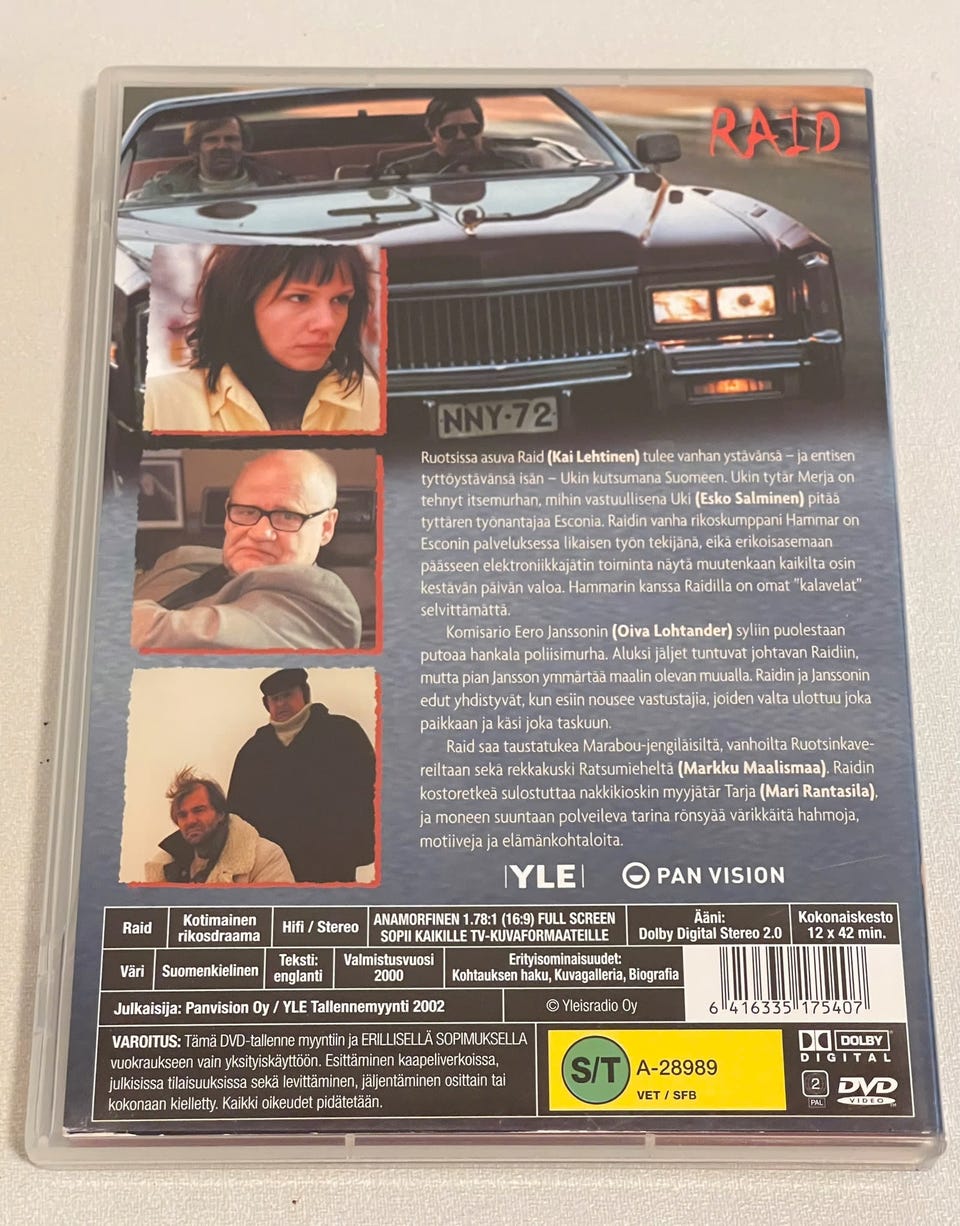 RAID
NNY-72
Ruotsissa asuva Raid (Kai Lehtinen) tulee vanhan ystävänsä – ja entisen
tyttöystävänsä isän – Ukin kutsumana Suomeen. Ukin tytär Merja on
tehnyt itsemurhan, mihin vastuullisena Uki (Esko Salminen) pitää
tyttären työnantajaa Esconia. Raidin vanha rikoskumppani Hammar on
Esconin palveluksessa likaisen työn tekijänä, eikä erikoisasemaan
päässeen elektroniikkajätin toiminta näytä muutenkaan kaikilta osin
kestävän päivän valoa. Hammarin kanssa Raidilla on omat "kalavelat"
selvittämättä.
Komisario Eero Janssonin (Oiva Lohtander) syliin puolestaan
putoaa hankala poliisimurha. Aluksi jäljet tuntuvat johtavan Raidiin,
mutta pian Jansson ymmärtää maalin olevan muualla. Raidin ja Janssonin
edut yhdistyvät, kun esiin nousee vastustajia, joiden valta ulottuu joka
paikkaan ja käsi joka taskuun.
Raid saa taustatukea Marabou-jengiläisiltä, vanhoilta Ruotsinkave-
reiltaan sekä rekkakuski Ratsumieheltä (Markku Maalismaa). Raidin
kostoretkeä sulostuttaa nakkikioskin myyjätär Tarja (Mari Rantasila),
ja moneen suuntaan polveileva tarina rönsyää värikkäitä hahmoja,
motiiveja ja elämänkohtaloita.
YLE PAN VISION
Raid
Kotimainen
rikosdraama
Hifi / Stereo
ANAMORFINEN 1.78:1 (16:9) FULL SCREEN
SOPII KAIKILLE TV-KUVAFORMAATEILLE
Ääni:
Dolby Digital Stereo 2.0
Kokonaiskesto
12 x 42 min.
Väri
Suomenkielinen
Teksti:
englanti
Valmistusvuosi
2000
Erityisominaisuudet:
Kohtauksen haku, Kuvagalleria, Biografia
6 416335 175407
Julkaisija: Panvision Oy / YLE Tallennemyynti 2002
© Yleisradio Oy
VAROITUS: Tämä DVD-tallenne myyntiin ja ERILLISELLÄ SOPIMUKSELLA
vuokraukseen vain yksityiskäyttöön. Esittäminen kaapeliverkoissa,
julkisissa tilaisuuksissa sekä levittäminen, jäljentäminen osittain tai
kokonaan kielletty. Kaikki oikeudet pidätetään.
S/T A-28989
VET / SFB
DOLBY
DIGITAL
2
PAL
DVD
VIDEO